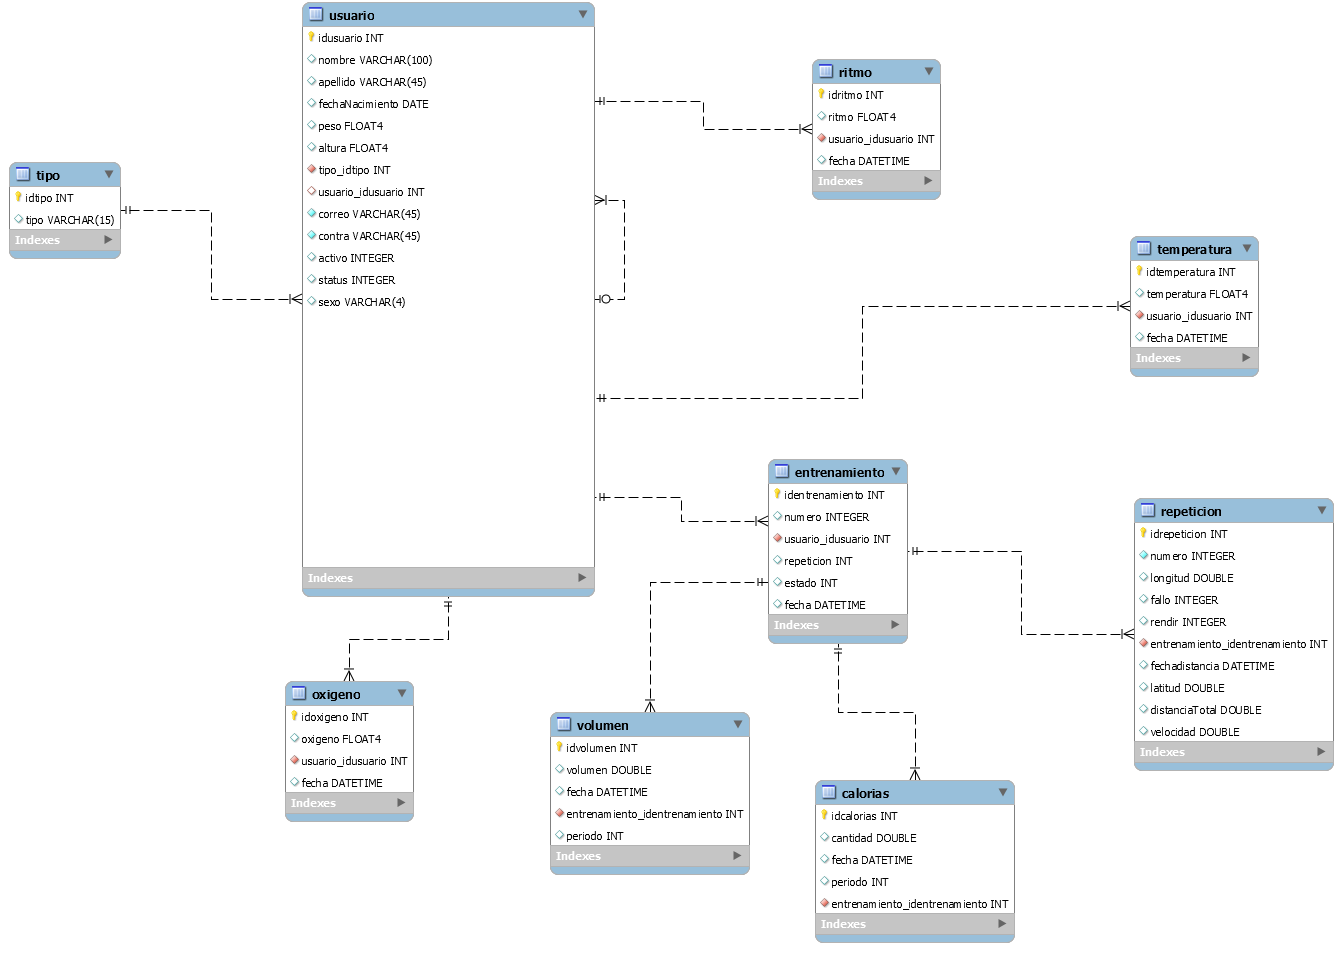 usuario
idusuario INT
nombre VARCHAR(100)
apellido VARCHAR(45)
fechaNacimiento DATE
peso FLOAT4
altura FLOAT4
tipo_idtipo INT
usuario_idusuario INT
correo VARCHAR(45)
contra VARCHAR(45)
activo INTEGER
status INTEGER
sexo VARCHAR(4)
Indexes
ritmo
idritmo INT
ritmo FLOAT4
usuario_idusuario INT
fecha DATETIME
Indexes
tipo
idtipo INT
tipo VARCHAR(15)
Indexes
temperatura
idtemperatura INT
temperatura FLOAT4
usuario_idusuario INT
fecha DATETIME
Indexes
entrenamiento
identrenamiento INT
numero INTEGER
usuario_idusuario INT
repeticion INT
estado INT
fecha DATETIME
Indexes
repeticion
idrepeticion INT
numero INTEGER
longitud DOUBLE
fallo INTEGER
rendir INTEGER
entrenamiento_identrenamiento INT
fechadistancia DATETIME
latitud DOUBLE
distanciaTotal DOUBLE
velocidad DOUBLE
Indexes
oxigeno
idoxigeno INT
oxigeno FLOAT4
usuario_idusuario INT
fecha DATETIME
Indexes
volumen
idvolumen INT
volumen DOUBLE
fecha DATETIME
entrenamiento_identrenamiento INT
periodo INT
Indexes
calorias
idcalorias INT
cantidad DOUBLE
fecha DATETIME
periodo INT
entrenamiento_identrenamiento INT
Indexes